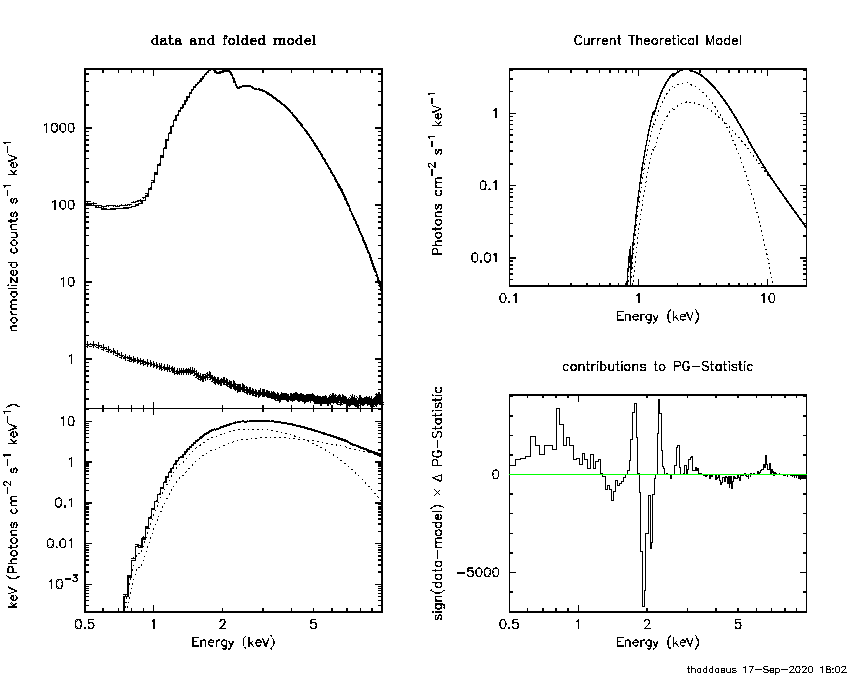 data and folded model
normalized counts s⁻¹ keV⁻¹
1000
100
10
1
keV (Photons cm⁻² s⁻¹ keV⁻¹)
10
1
0.1
0.01
10⁻³
0.5 1 2 5
Energy (keV)
Current Theoretical Model
Photons cm⁻² s⁻¹ keV⁻¹
1
0.1
0.01
0.1 1 10
Energy (keV)
contributions to PG-Statistic
sign(data-model) × Δ PG-Statistic
0
-5000
0.5 1 2 5
Energy (keV)
thaddaeus 17-Sep-2020 18:02